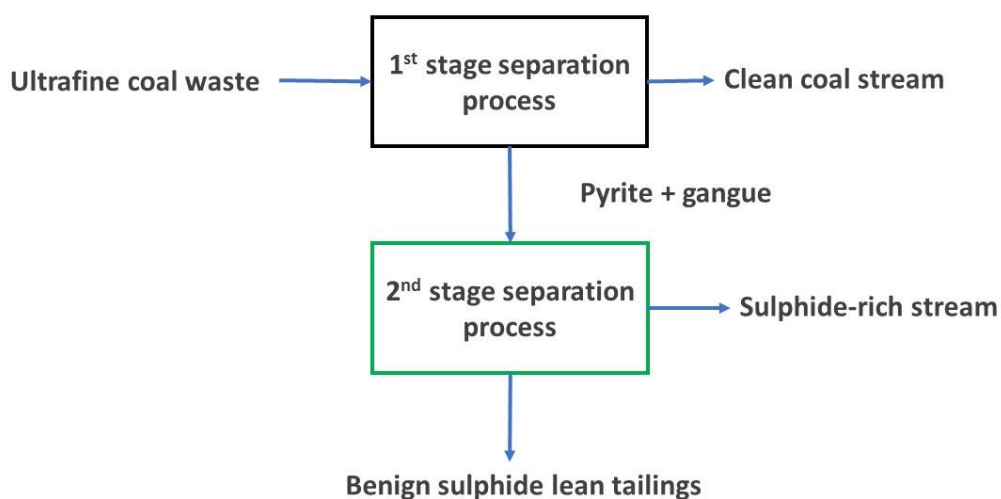 Ultrafine coal waste
1st stage separation
process
Clean coal stream
Pyrite + gangue
2nd stage separation
process
Sulphide-rich stream
Benign sulphide lean tailings